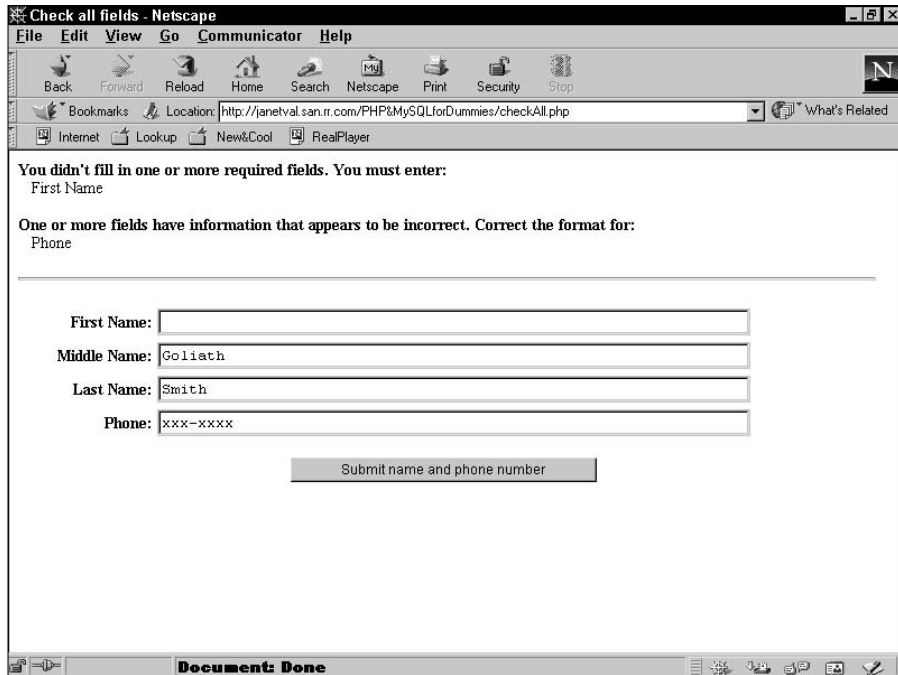 Check all fields - Netscape
File Edit View Go Communicator Help
Back Forward Reload Home Search Netscape Print Security Stop
My
N
Bookmarks Location: http://janetval.san.rr.com/PHP&MySQLforDummies/checkAll.php What's Related
Internet Lookup New&Cool RealPlayer
You didn't fill in one or more required fields. You must enter:
First Name
One or more fields have information that appears to be incorrect. Correct the format for:
Phone
First Name:
Middle Name: Goliath
Last Name: Smith
Phone: xxx-xxxx
Submit name and phone number
Document: Done